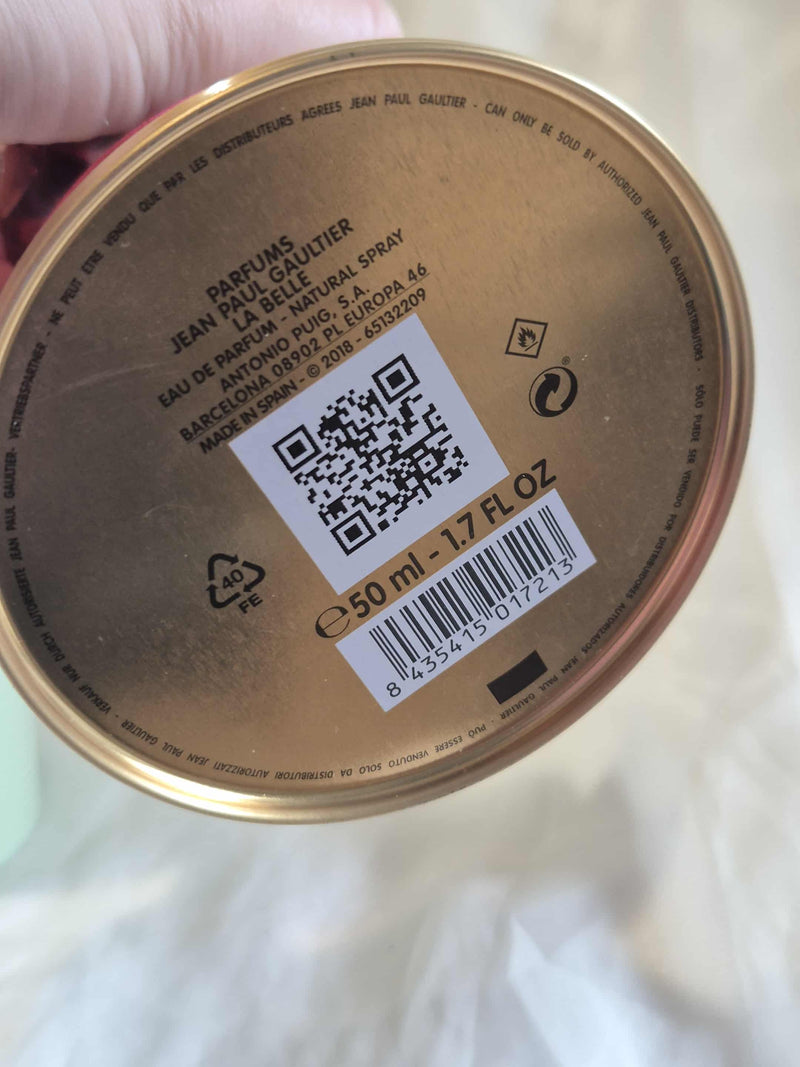 NE PEUT ETRE VENDU QUE PAR LES DISTRIBUTEURS AGREES JEAN PAUL GAULTIER - CAN ONLY BE SOLD BY AUTHORIZED JEAN PAUL GAULTIER DISTRIBUTORS - SOLO PUEDE SER VENDIDO POR DISTRIBUIDORES AUTORIZADOS JEAN PAUL GAULTIER - PUÒ ESSERE VENDUTO SOLO DA DISTRIBUTORI AUTORIZZATI JEAN PAUL GAULTIER - VERKAUF NUR DURCH AUTORISIERTE JEAN PAUL GAULTIER- VERTRIEBSPARTNER -
PARFUMS
JEAN PAUL GAULTIER
LA BELLE
EAU DE PARFUM - NATURAL SPRAY
ANTONIO PUIG, S.A.
BARCELONA 08902 PL EUROPA 46
MADE IN SPAIN - © 2018 - 65132209
40
FE
℮ 50 ml - 1.7 FL OZ
8 435415 017213